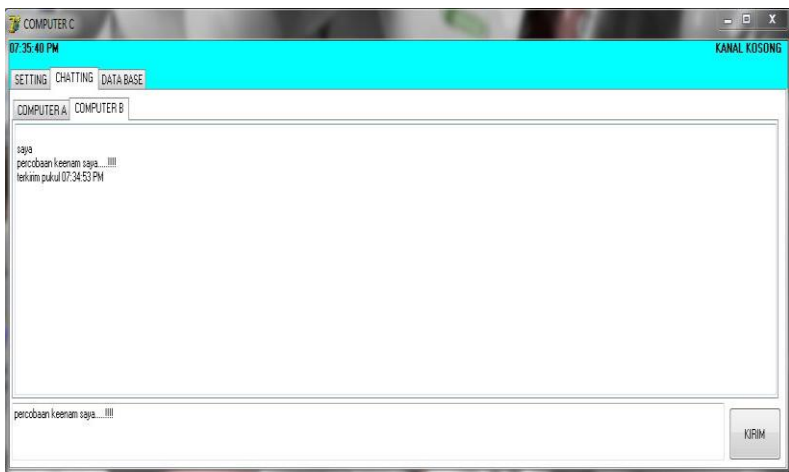 COMPUTER C
07:35:40 PM KANAL KOSONG
SETTING CHATTING DATA BASE
COMPUTER A COMPUTER B
saya
percobaan keenam saya.....!!!!
terkirim pukul 07:34:53 PM
percobaan keenam saya.....!!!!
KIRIM